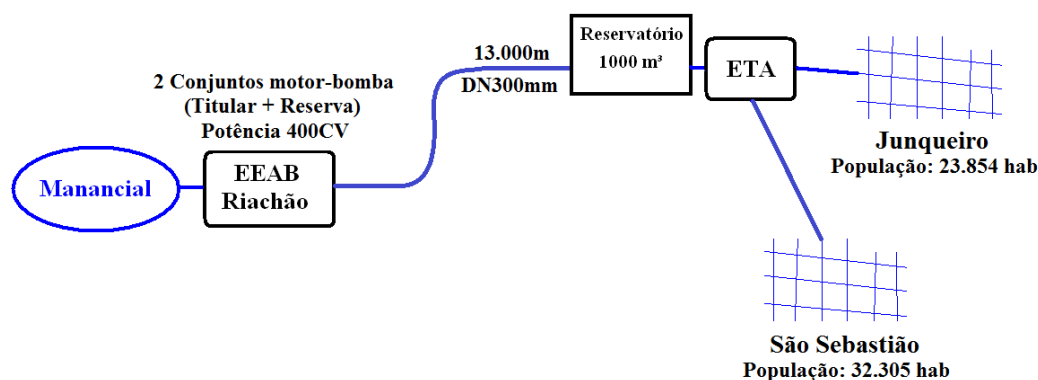 Manancial
2 Conjuntos motor-bomba
(Titular + Reserva)
Potência 400CV
EEAB
Riachão
13.000m
DN300mm
Reservatório
1000 m³
ETA
Junqueiro
População: 23.854 hab
São Sebastião
População: 32.305 hab